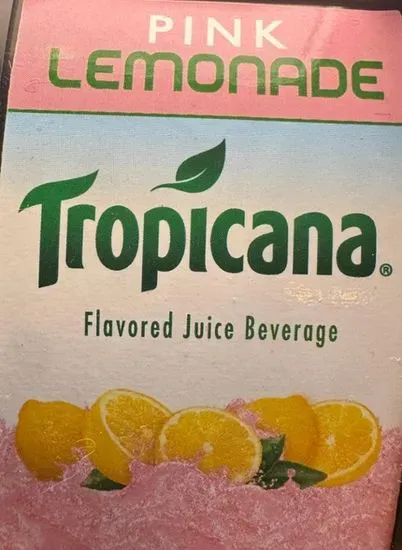 PINK
LEMONADE
Tropicana®
Flavored Juice Beverage